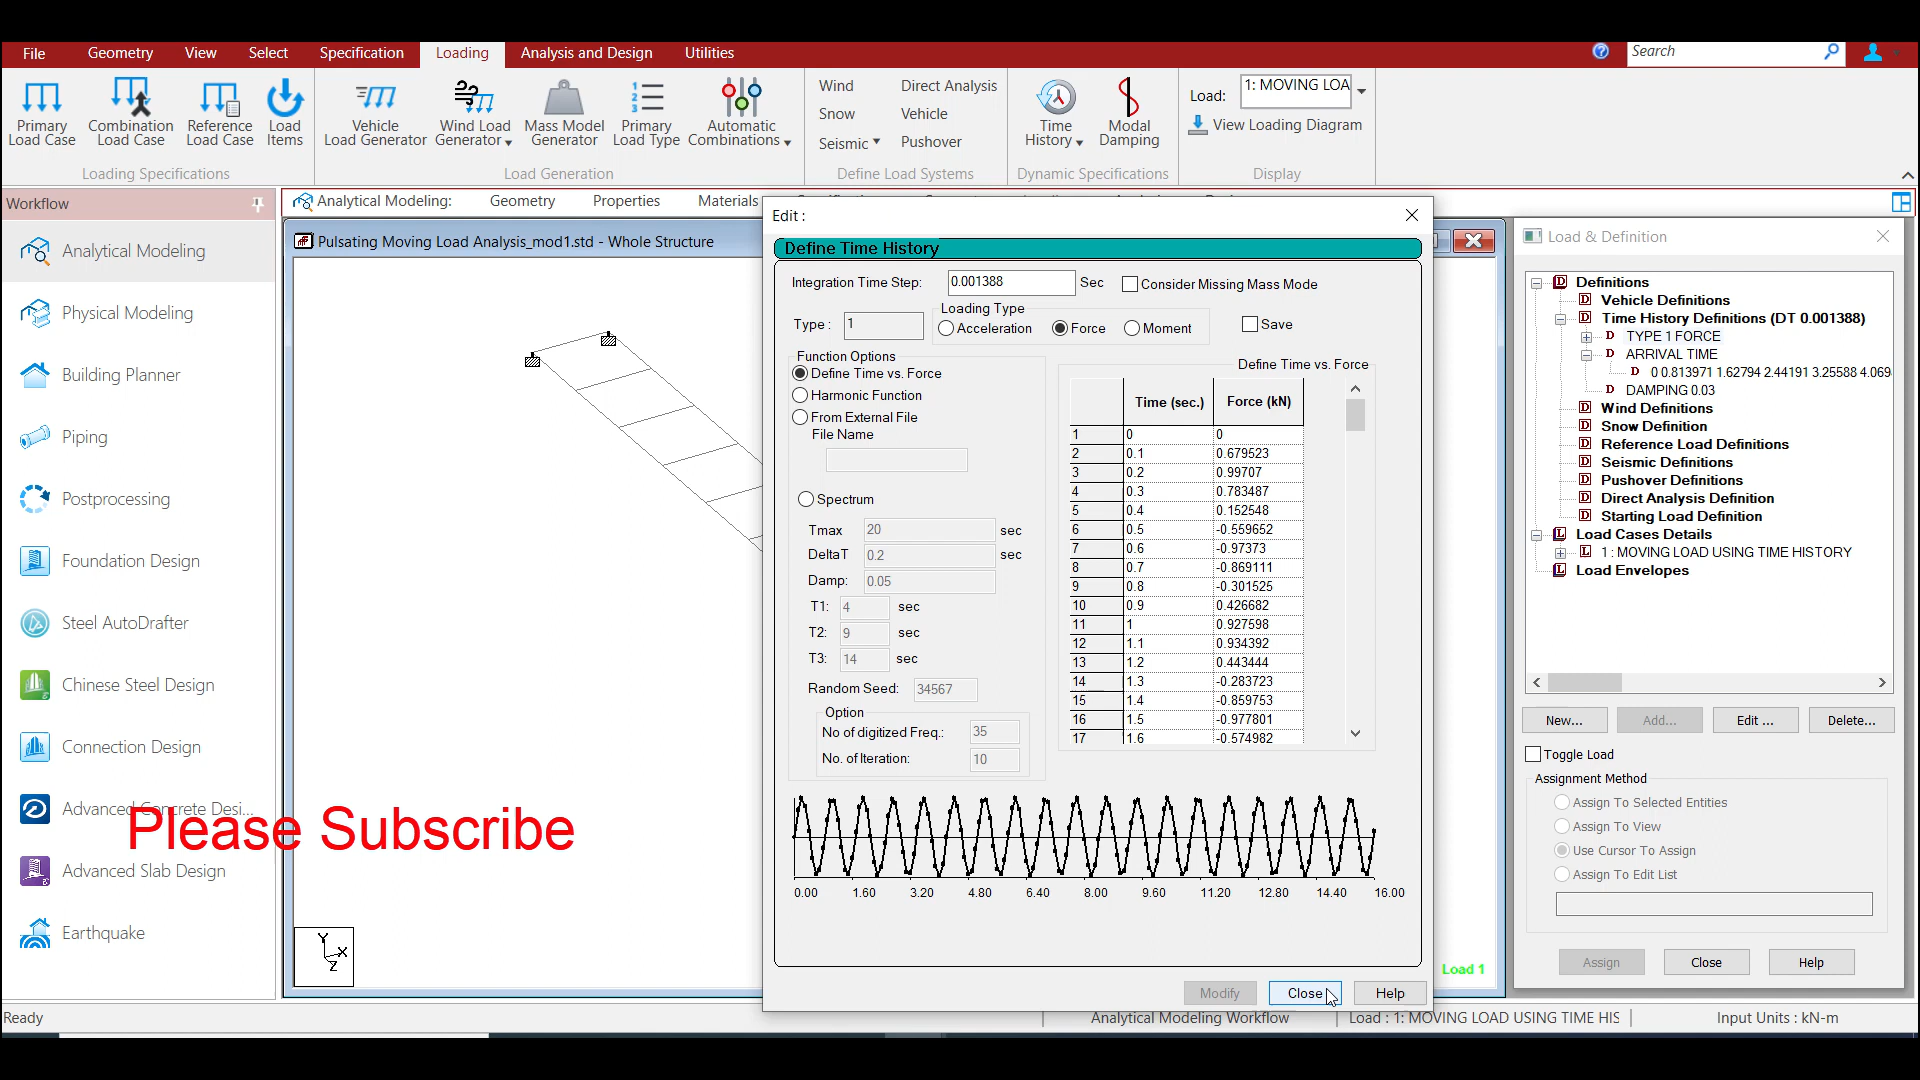 File Geometry View Select Specification Loading Analysis and Design Utilities Search
Primary Load Case Combination Load Case Reference Load Case Load Items
Loading Specifications
Vehicle Load Generator Wind Load Generator Mass Model Generator Primary Load Type Automatic Combinations
Load Generation
Wind Direct Analysis
Snow Vehicle
Seismic Pushover
Define Load Systems
Time History Modal Damping
Dynamic Specifications
Load: 1: MOVING LOA
View Loading Diagram
Display
Workflow
Analytical Modeling
Physical Modeling
Building Planner
Piping
Postprocessing
Foundation Design
Steel AutoDrafter
Chinese Steel Design
Connection Design
Advanced Concrete Desi...
Advanced Slab Design
Earthquake
Please Subscribe
Analytical Modeling: Geometry Properties Materials
Pulsating Moving Load Analysis_mod1.std - Whole Structure
Y
X
Z
Load 1
Edit :
Define Time History
Integration Time Step: 0.001388 Sec Consider Missing Mass Mode
Loading Type
Type : 1 Acceleration Force Moment Save
Function Options
Define Time vs. Force
Harmonic Function
From External File
File Name
Spectrum
Tmax 20 sec
DeltaT 0.2 sec
Damp: 0.05
T1: 4 sec
T2: 9 sec
T3: 14 sec
Random Seed: 34567
Option
No of digitized Freq.: 35
No. of Iteration: 10
Define Time vs. Force
Time (sec.) Force (kN)
1 0 0
2 0.1 0.679523
3 0.2 0.99707
4 0.3 0.783487
5 0.4 0.152548
6 0.5 -0.559652
7 0.6 -0.97373
8 0.7 -0.869111
9 0.8 -0.301525
10 0.9 0.426682
11 1 0.927598
12 1.1 0.934392
13 1.2 0.443444
14 1.3 -0.283723
15 1.4 -0.859753
16 1.5 -0.977801
17 1.6 -0.574982
0.00 1.60 3.20 4.80 6.40 8.00 9.60 11.20 12.80 14.40 16.00
Modify Close Help
Load & Definition
Definitions
Vehicle Definitions
Time History Definitions (DT 0.001388)
TYPE 1 FORCE
ARRIVAL TIME
0 0.813971 1.62794 2.44191 3.25588 4.069
DAMPING 0.03
Wind Definitions
Snow Definition
Reference Load Definitions
Seismic Definitions
Pushover Definitions
Direct Analysis Definition
Starting Load Definition
Load Cases Details
1 : MOVING LOAD USING TIME HISTORY
Load Envelopes
New... Add... Edit ... Delete...
Toggle Load
Assignment Method
Assign To Selected Entities
Assign To View
Use Cursor To Assign
Assign To Edit List
Assign Close Help
Ready Analytical Modeling Workflow Load : 1: MOVING LOAD USING TIME HIS Input Units : kN-m